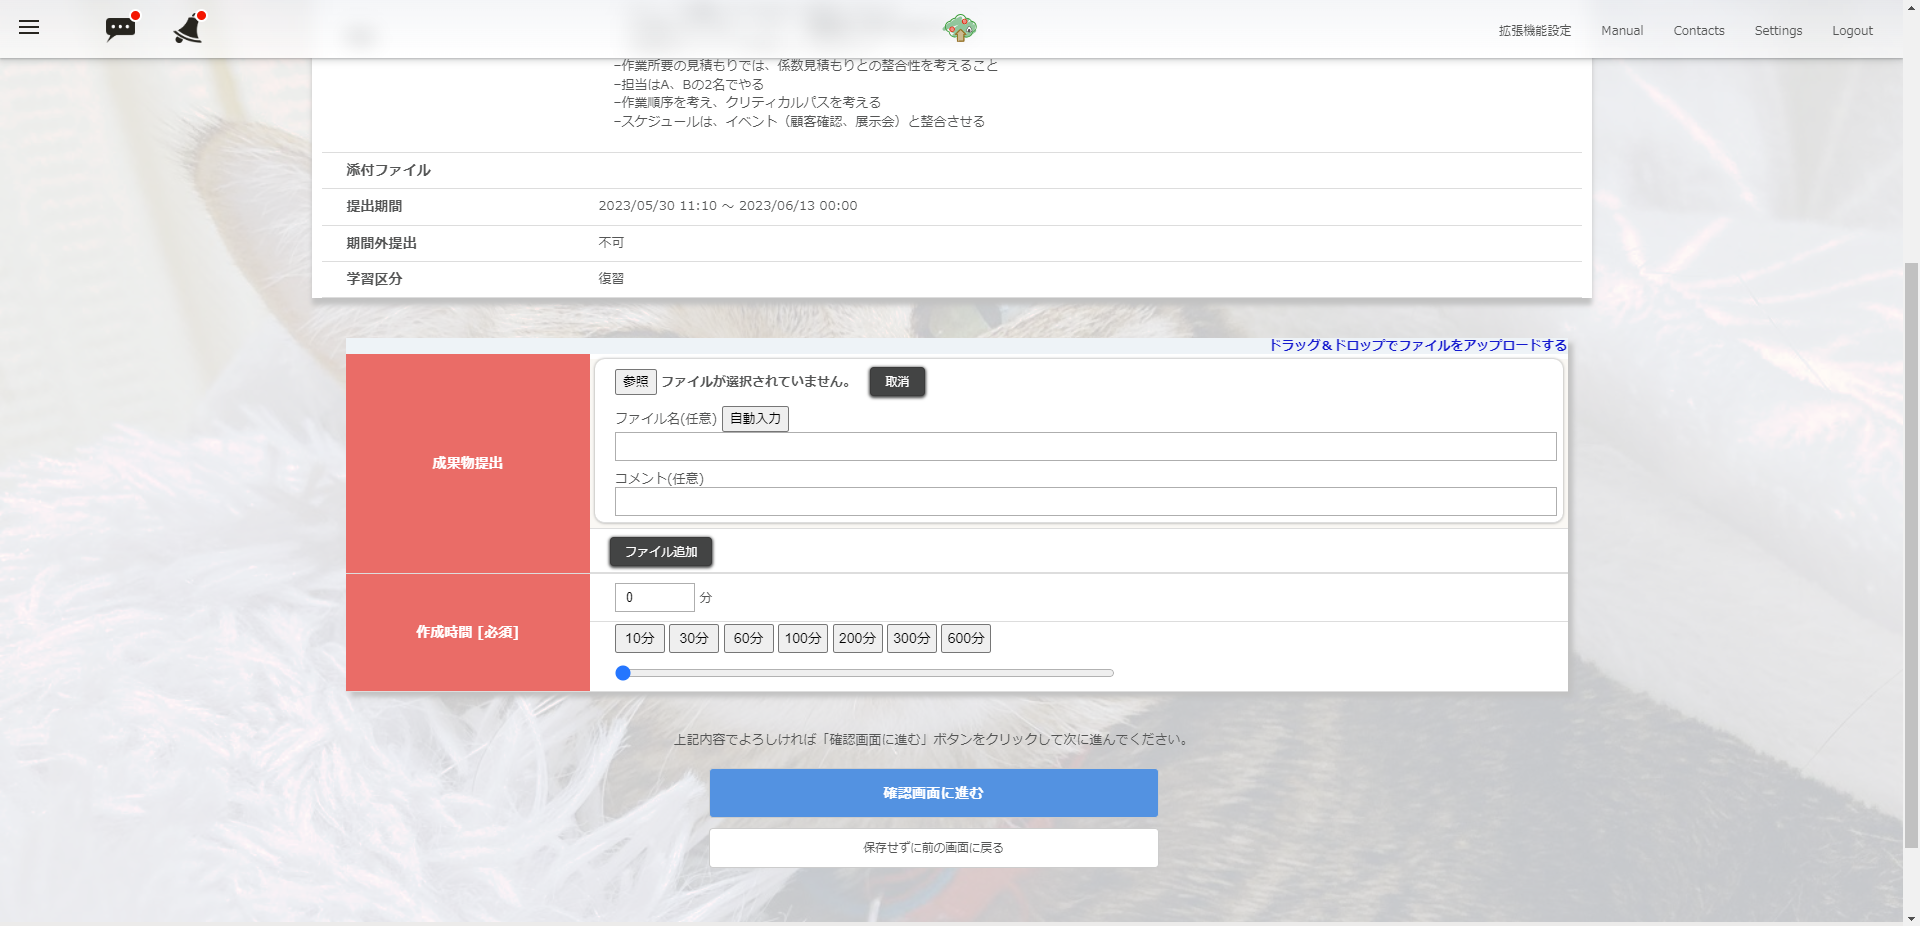 拡張機能設定 Manual Contacts Settings Logout
−作業所要の見積もりでは、係数見積もりとの整合性を考えること
−担当はA、Bの2名でやる
−作業順序を考え、クリティカルパスを考える
−スケジュールは、イベント（顧客確認、展示会）と整合させる
添付ファイル
提出期間 2023/05/30 11:10 ～ 2023/06/13 00:00
期間外提出 不可
学習区分 復習
ドラッグ＆ドロップでファイルをアップロードする
成果物提出
参照 ファイルが選択されていません。 取消
ファイル名(任意) 自動入力
コメント(任意)
ファイル追加
作成時間 [必須]
0 分
10分 30分 60分 100分 200分 300分 600分
上記内容でよろしければ「確認画面に進む」ボタンをクリックして次に進んでください。
確認画面に進む
保存せずに前の画面に戻る